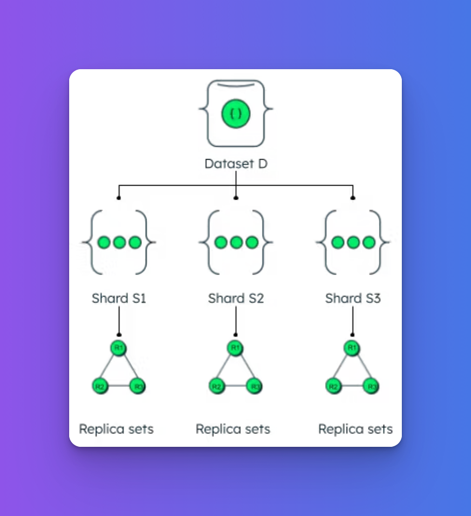 { }
Dataset D
Shard S1 Shard S2 Shard S3
R1 R1 R1
R2 R3 R2 R3 R2 R3
Replica sets Replica sets Replica sets